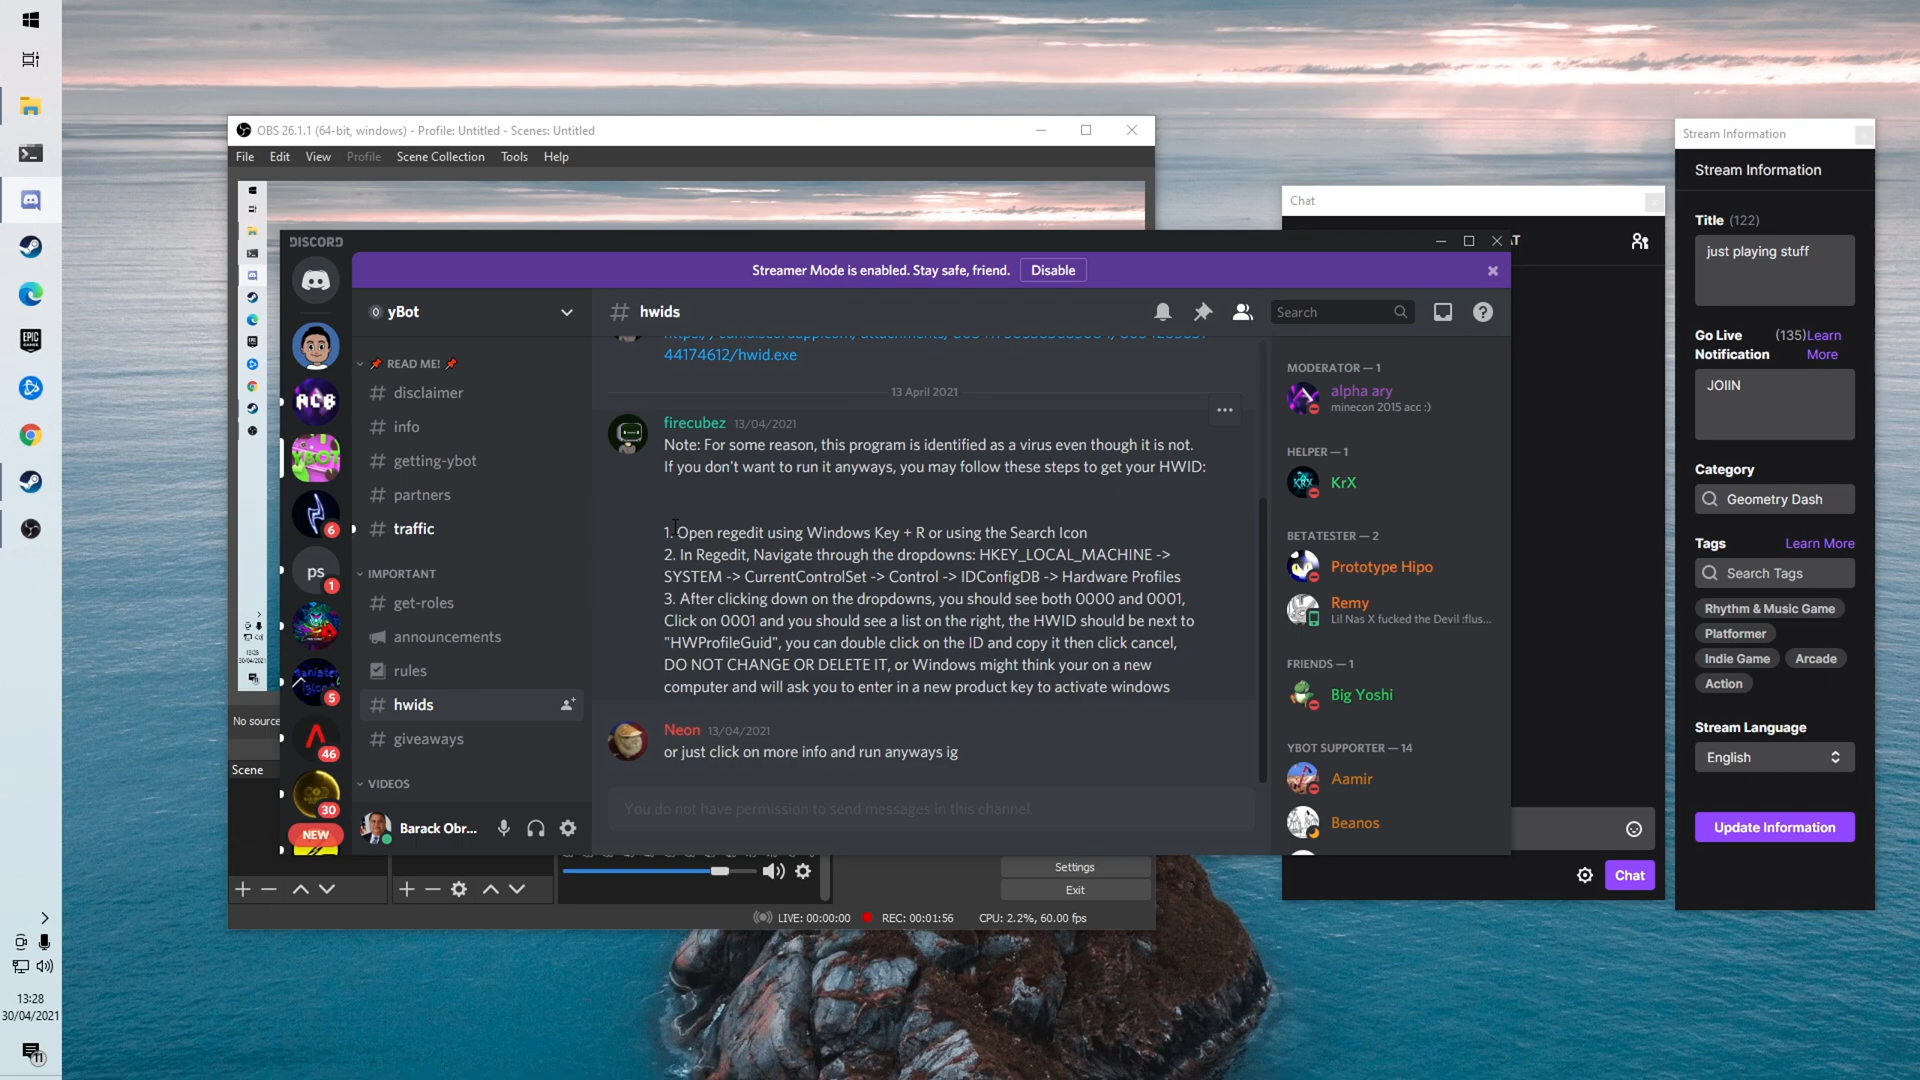 OBS 26.1.1 (64-bit, windows) - Profile: Untitled - Scenes: Untitled
File Edit View Profile Scene Collection Tools Help
DISCORD
Streamer Mode is enabled. Stay safe, friend. Disable
yBot
READ ME!
disclaimer
info
getting-ybot
partners
traffic
IMPORTANT
get-roles
announcements
rules
hwids
giveaways
VIDEOS
Barack Obr...
ACB
YBOT
6
ps
1
5
46
30
NEW
hwids
Search
44174612/hwid.exe
13 April 2021
firecubez 13/04/2021
Note: For some reason, this program is identified as a virus even though it is not.
If you don't want to run it anyways, you may follow these steps to get your HWID:
1. Open regedit using Windows Key + R or using the Search Icon
2. In Regedit, Navigate through the dropdowns: HKEY_LOCAL_MACHINE ->
SYSTEM -> CurrentControlSet -> Control -> IDConfigDB -> Hardware Profiles
3. After clicking down on the dropdowns, you should see both 0000 and 0001,
Click on 0001 and you should see a list on the right, the HWID should be next to
"HWProfileGuid", you can double click on the ID and copy it then click cancel,
DO NOT CHANGE OR DELETE IT, or Windows might think your on a new
computer and will ask you to enter in a new product key to activate windows
Neon 13/04/2021
or just click on more info and run anyways ig
You do not have permission to send messages in this channel.
MODERATOR — 1
alpha ary
minecon 2015 acc :)
HELPER — 1
KrX
BETATESTER — 2
Prototype Hipo
Remy
Lil Nas X fucked the Devil :flus...
FRIENDS — 1
Big Yoshi
YBOT SUPPORTER — 14
Aamir
Beanos
No source
Scene
Settings
Exit
LIVE: 00:00:00 REC: 00:01:56 CPU: 2.2%, 60.00 fps
Chat
Chat
Stream Information
Stream Information
Title (122)
just playing stuff
Go Live (135)Learn
Notification More
JOIIN
Category
Geometry Dash
Tags Learn More
Search Tags
Rhythm & Music Game
Platformer
Indie Game Arcade
Action
Stream Language
English
Update Information
EPIC
GAMES
13:28
30/04/2021
11